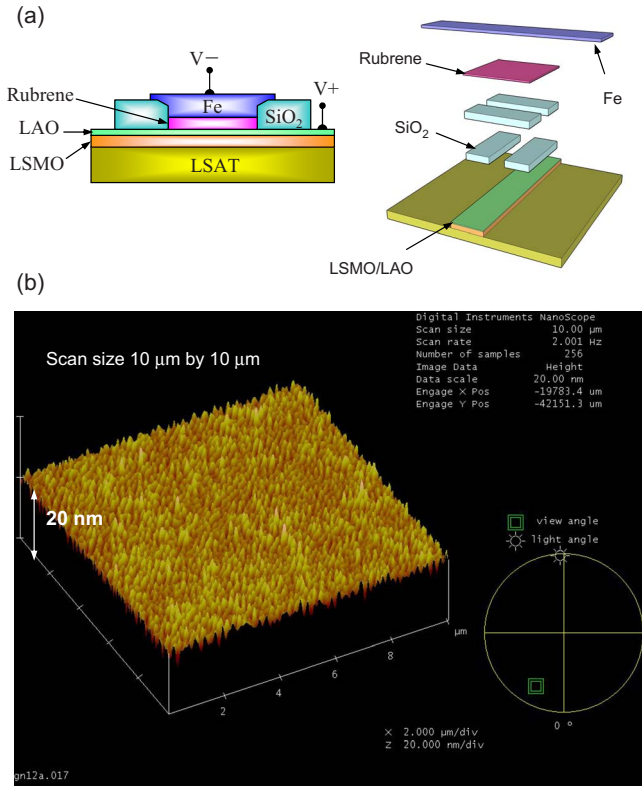 (a)
V−
V+
Rubrene
Fe
SiO2
LAO
LSMO
LSAT
Rubrene
Fe
SiO2
LSMO/LAO
(b)
Digital Instruments NanoScope
Scan size 10.00 µm
Scan rate 2.001 Hz
Number of samples 256
Image Data Height
Data scale 20.00 nm
Engage X Pos -19783.4 um
Engage Y Pos -42151.3 um
Scan size 10 µm by 10 µm
20 nm
view angle
light angle
µm
2
4
6
8
0 °
X 2.000 µm/div
Z 20.000 nm/div
gn12a.017